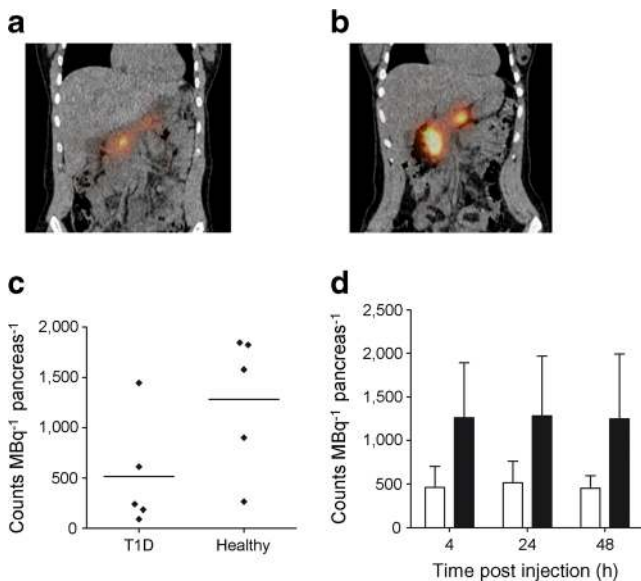 a
b
c
d
Counts MBq⁻¹ pancreas⁻¹
2,000
1,500
1,000
500
0
T1D
Healthy
Counts MBq⁻¹ pancreas⁻¹
2,500
2,000
1,500
1,000
500
0
4
24
48
Time post injection (h)